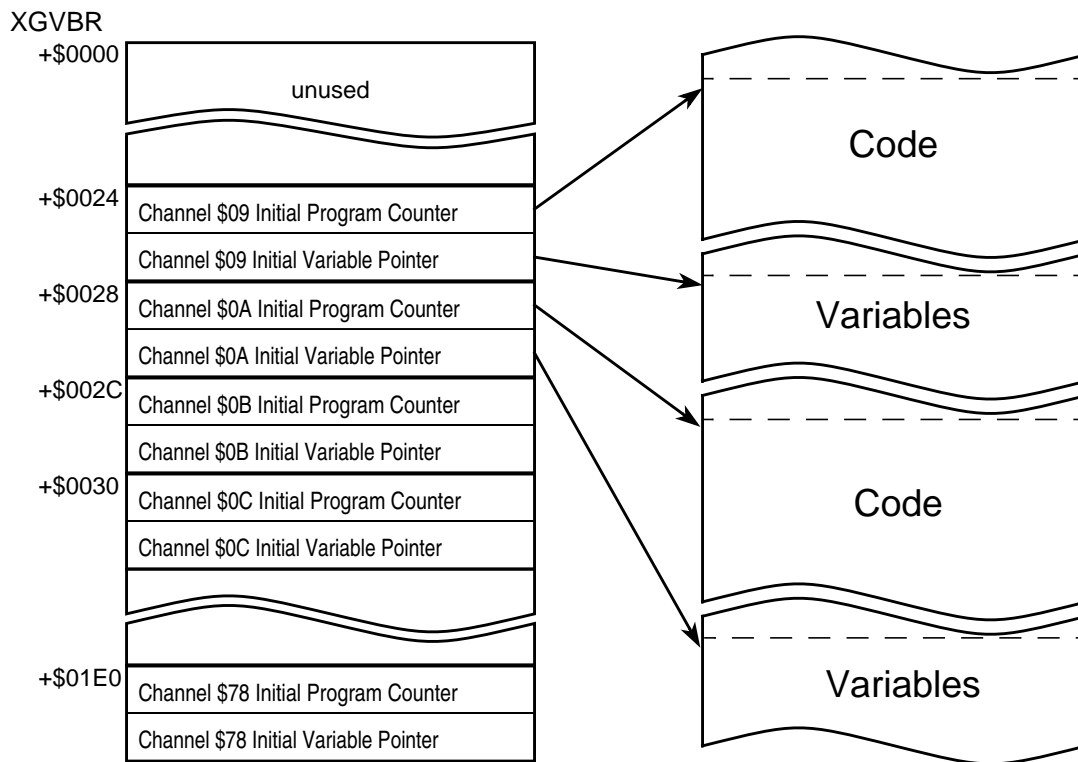 XGVBR
+$0000
unused
+$0024
Channel $09 Initial Program Counter
Channel $09 Initial Variable Pointer
+$0028
Channel $0A Initial Program Counter
Channel $0A Initial Variable Pointer
+$002C
Channel $0B Initial Program Counter
Channel $0B Initial Variable Pointer
+$0030
Channel $0C Initial Program Counter
Channel $0C Initial Variable Pointer
+$01E0
Channel $78 Initial Program Counter
Channel $78 Initial Variable Pointer
Code
Variables
Code
Variables